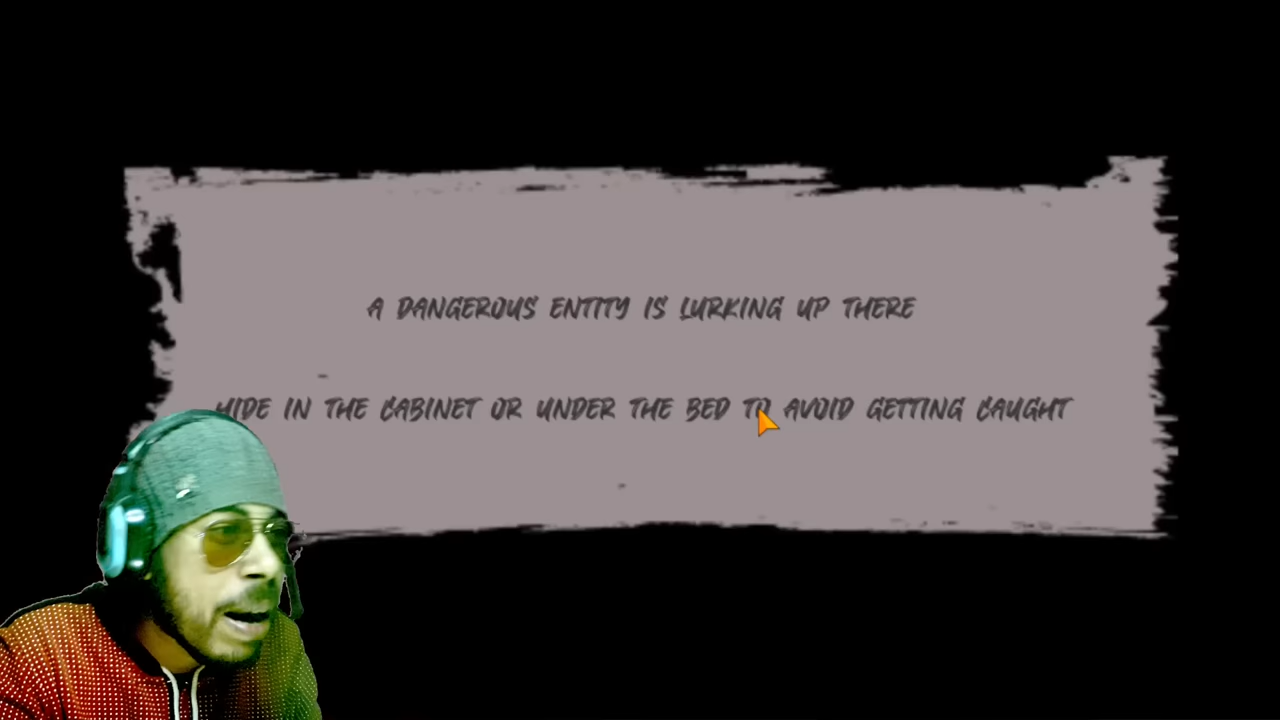 A DANGEROUS ENTITY IS LURKING UP THERE
HIDE IN THE CABINET OR UNDER THE BED TO AVOID GETTING CAUGHT